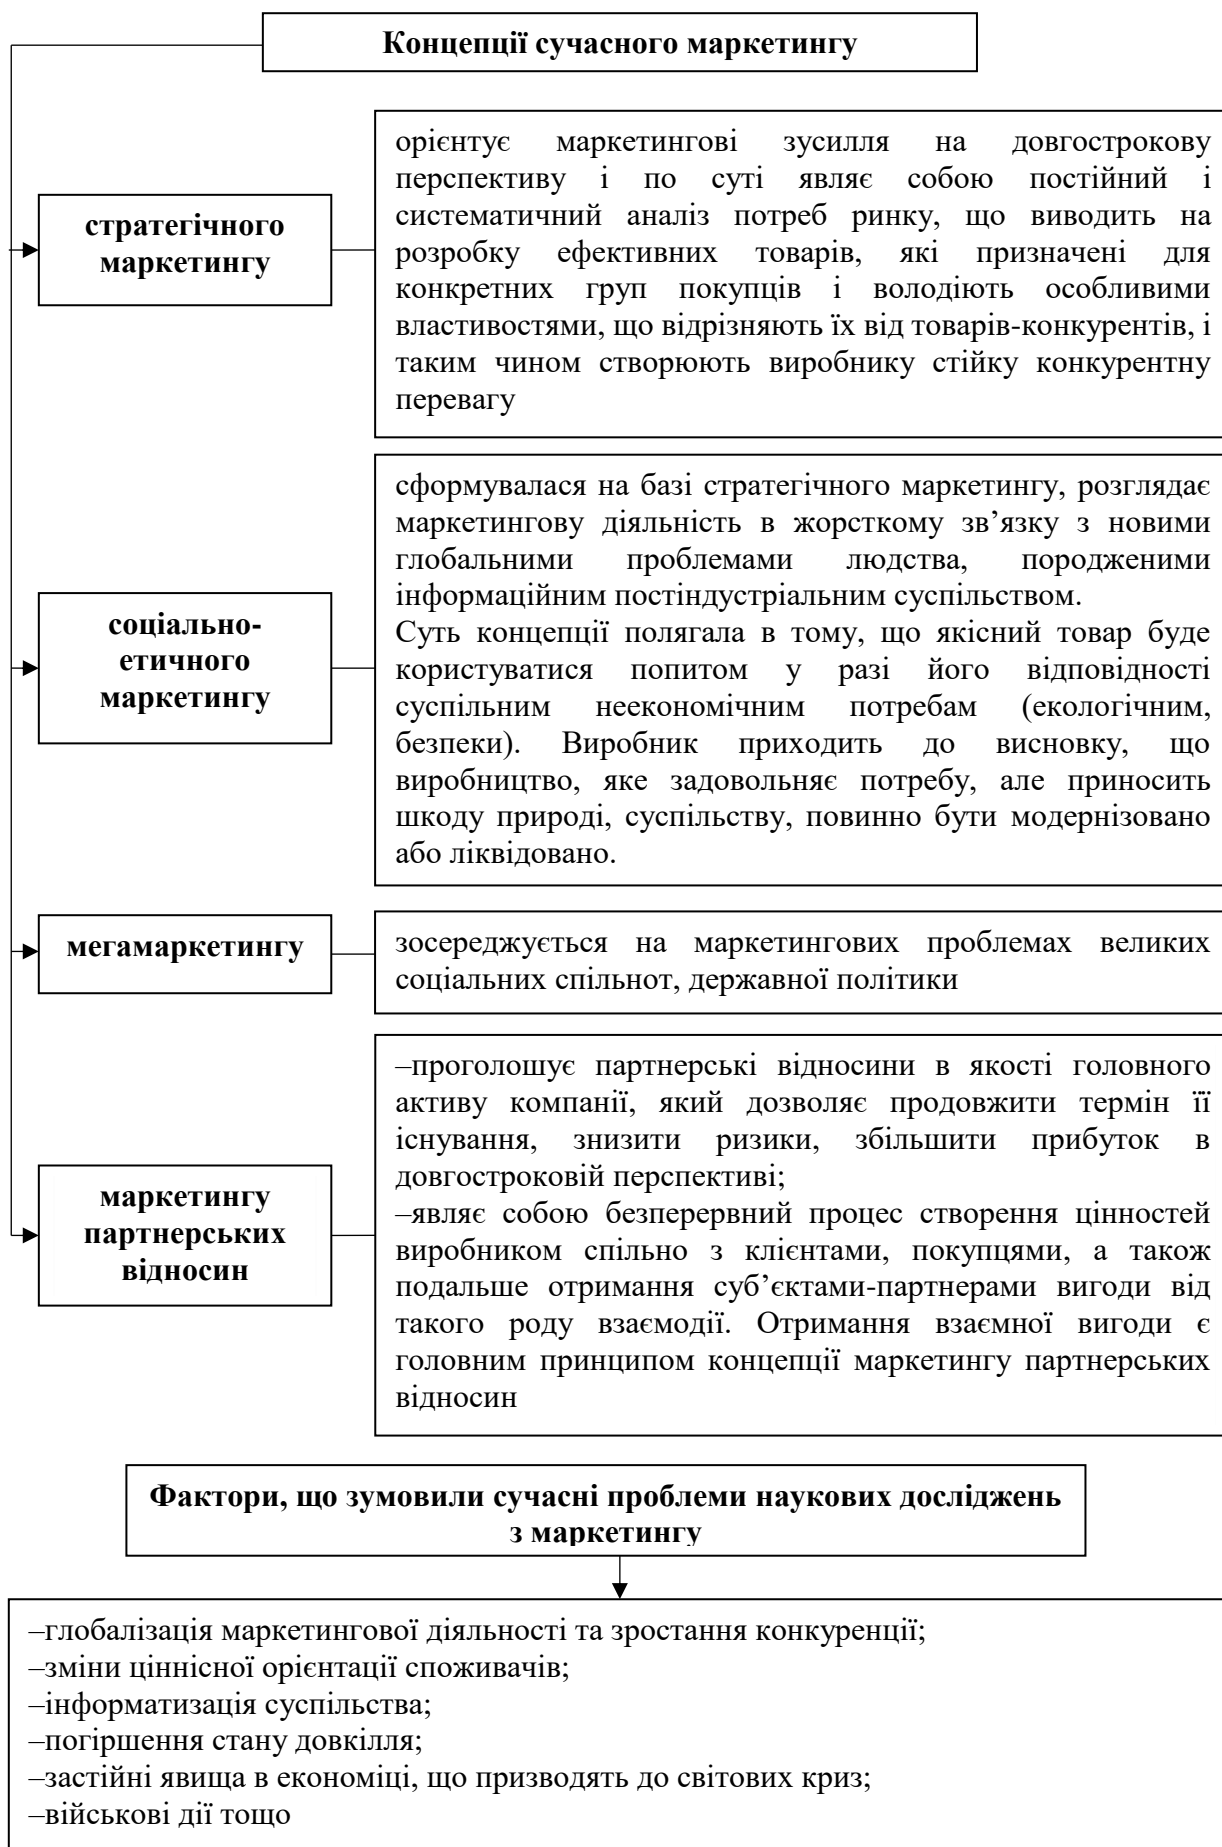 Концепції сучасного маркетингу
стратегічного
маркетингу
орієнтує маркетингові зусилля на довгострокову
перспективу і по суті являє собою постійний і
систематичний аналіз потреб ринку, що виводить на
розробку ефективних товарів, які призначені для
конкретних груп покупців і володіють особливими
властивостями, що відрізняють їх від товарів-конкурентів, і
таким чином створюють виробнику стійку конкурентну
перевагу
соціально-
етичного
маркетингу
сформувалася на базі стратегічного маркетингу, розглядає
маркетингову діяльність в жорсткому зв’язку з новими
глобальними проблемами людства, породженими
інформаційним постіндустріальним суспільством.
Суть концепції полягала в тому, що якісний товар буде
користуватися попитом у разі його відповідності
суспільним неекономічним потребам (екологічним,
безпеки). Виробник приходить до висновку, що
виробництво, яке задовольняє потребу, але приносить
шкоду природі, суспільству, повинно бути модернізовано
або ліквідовано.
мегамаркетингу
зосереджується на маркетингових проблемах великих
соціальних спільнот, державної політики
маркетингу
партнерських
відносин
–проголошує партнерські відносини в якості головного
активу компанії, який дозволяє продовжити термін її
існування, знизити ризики, збільшити прибуток в
довгостроковій перспективі;
–являє собою безперервний процес створення цінностей
виробником спільно з клієнтами, покупцями, а також
подальше отримання суб’єктами-партнерами вигоди від
такого роду взаємодії. Отримання взаємної вигоди є
головним принципом концепції маркетингу партнерських
відносин
Фактори, що зумовили сучасні проблеми наукових досліджень
з маркетингу
–глобалізація маркетингової діяльності та зростання конкуренції;
–зміни ціннісної орієнтації споживачів;
–інформатизація суспільства;
–погіршення стану довкілля;
–застійні явища в економіці, що призводять до світових криз;
–військові дії тощо